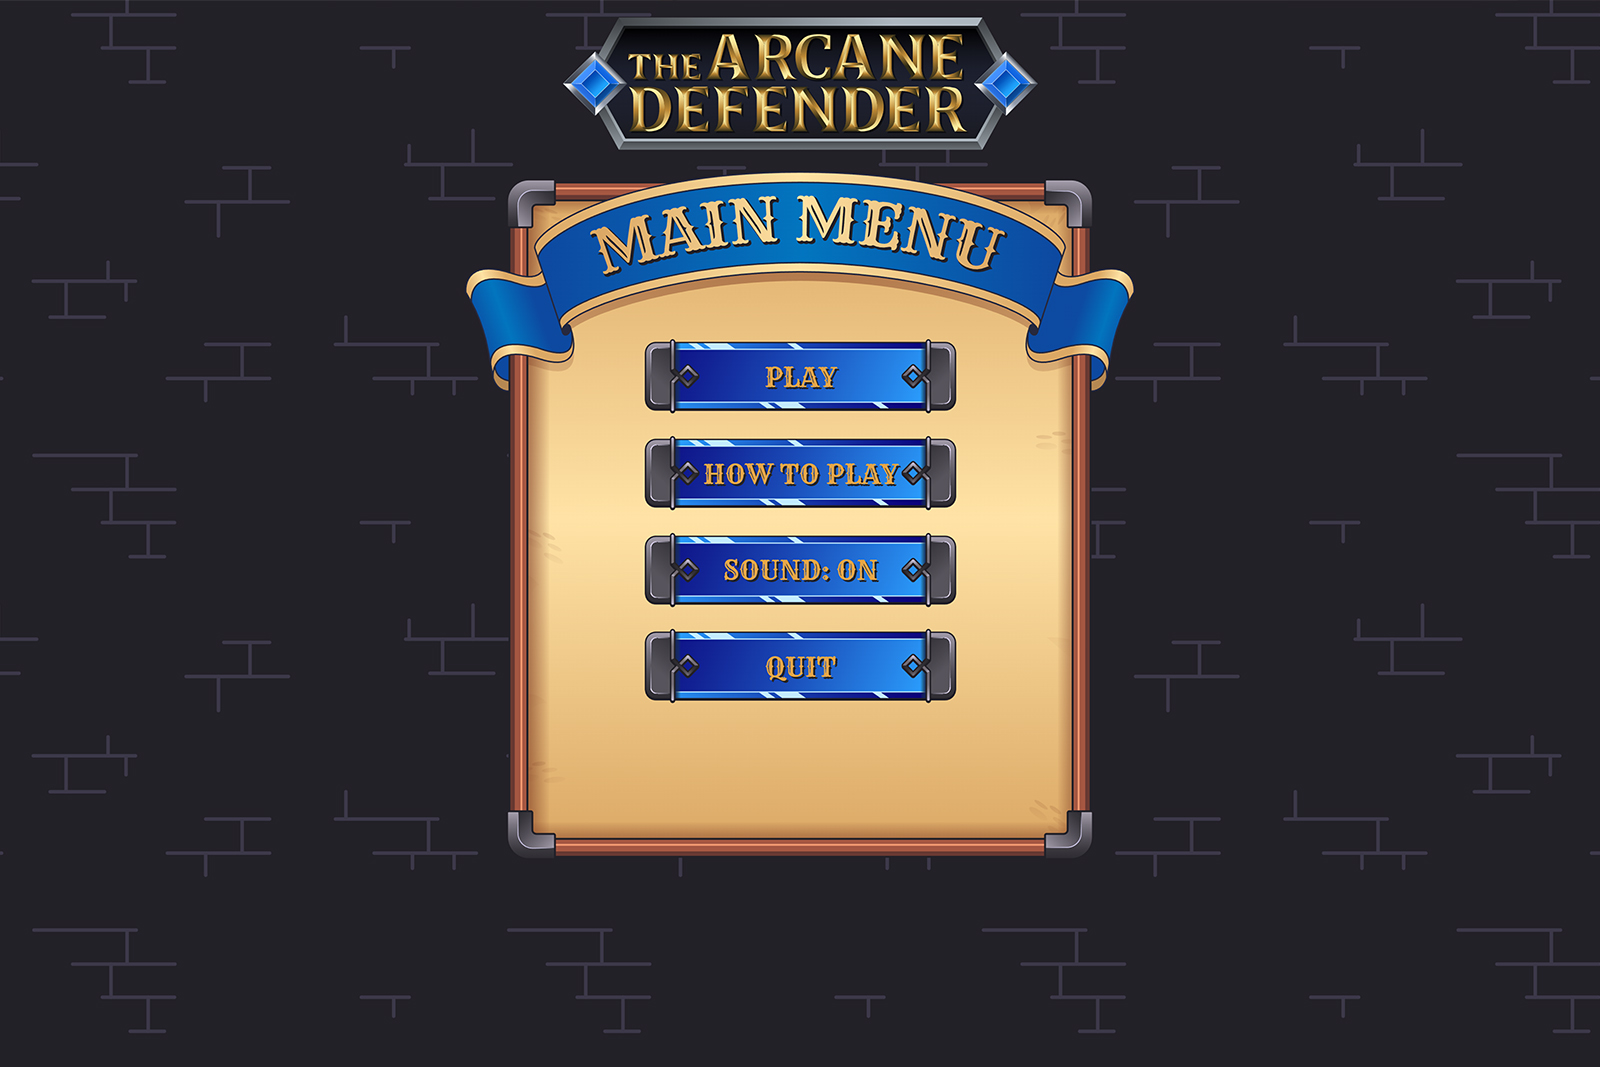 THE ARCANE
DEFENDER
MAIN MENU
PLAY
HOW TO PLAY
SOUND: ON
QUIT